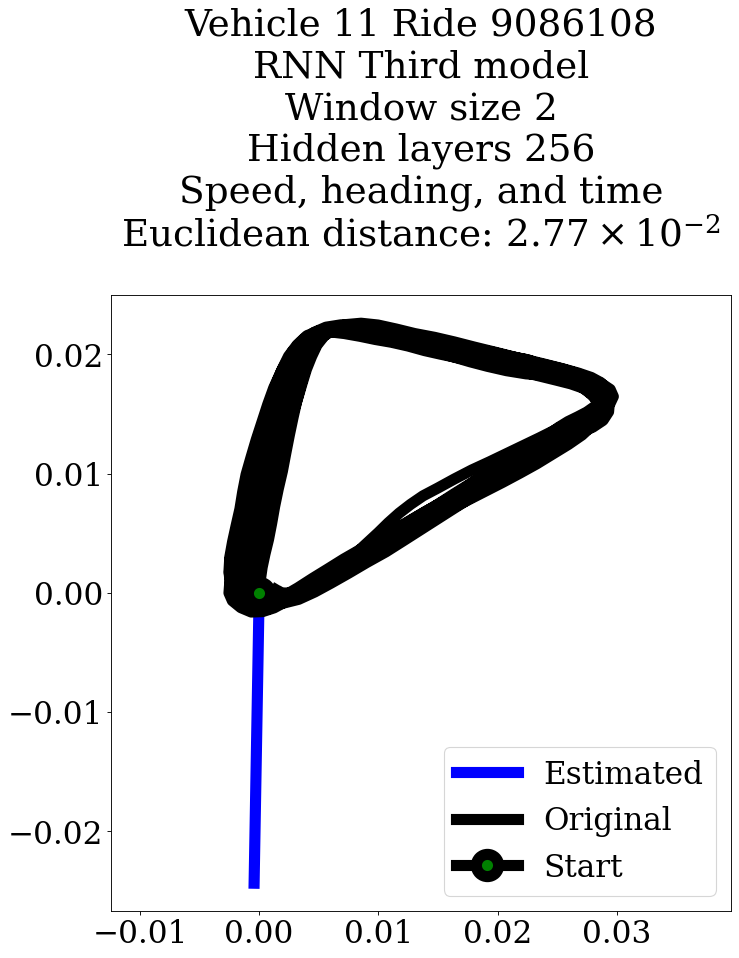 Vehicle 11 Ride 9086108
RNN Third model
Window size 2
Hidden layers 256
Speed, heading, and time
Euclidean distance: 2.77 × 10⁻²
0.02
0.01
0.00
−0.01
−0.02
Estimated
Original
Start
−0.01 0.00 0.01 0.02 0.03